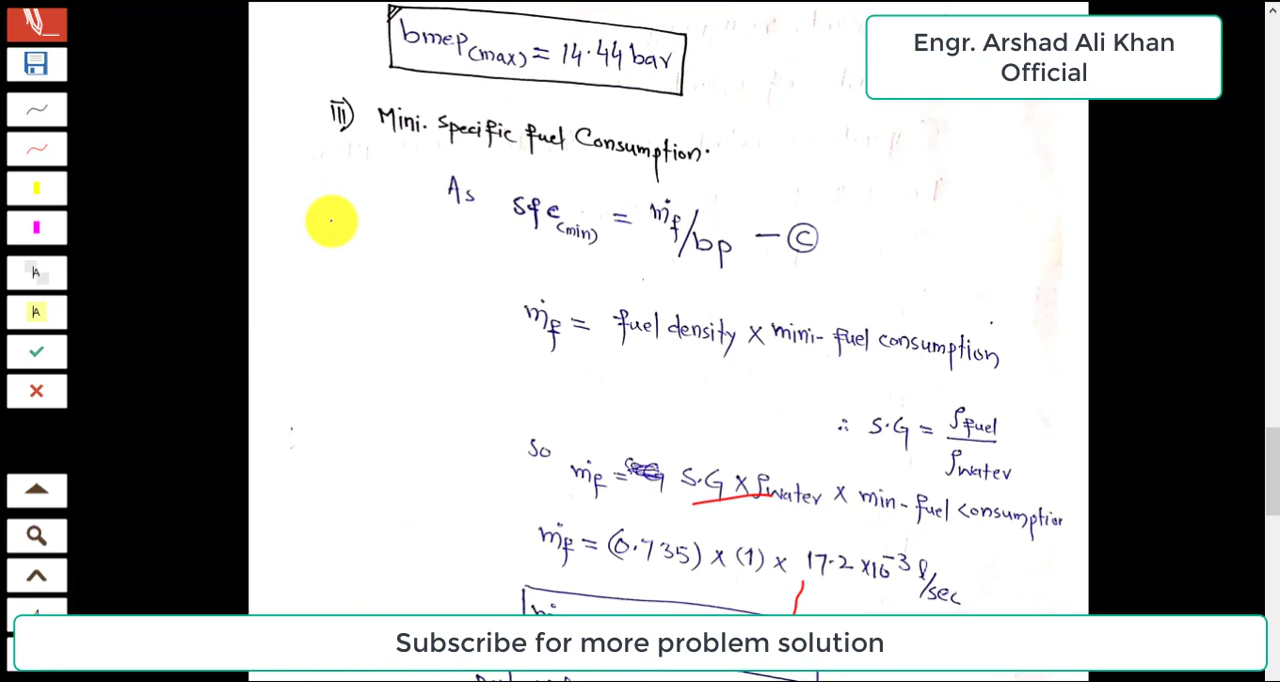 bmep(max) = 14.44 bar
Engr. Arshad Ali Khan
Official
III) Mini. Specific fuel Consumption.
As sfc(min) = ṁf/bp — Ⓒ
ṁf = fuel density × mini- fuel consumption
∴ S.G = ρfuel/ρwater
So
ṁf = S.G × ρwater × min- fuel consumption
ṁf = (0.735) × (1) × 17.2 × 10⁻³ l/sec
Subscribe for more problem solution